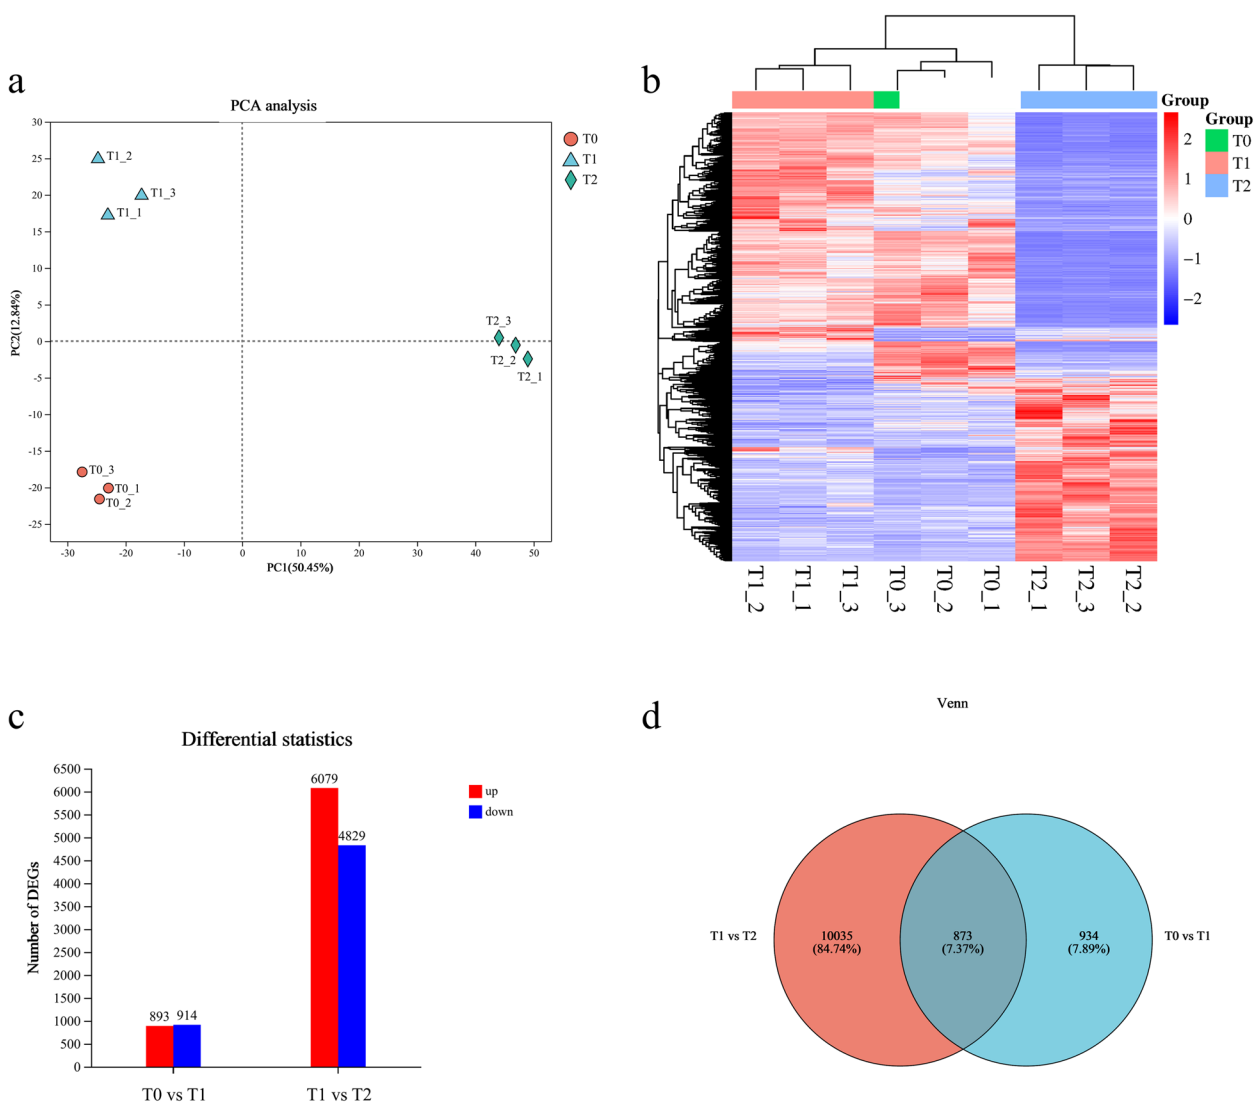 a
PCA analysis
30
25
20
15
10
5
0
-5
-10
-15
-20
-25
PC2(12.84%)
-30
-20
-10
0
10
20
30
40
50
PC1(50.45%)
T1_2
T1_3
T1_1
T2_3
T2_2
T2_1
T0_3
T0_1
T0_2
T0
T1
T2
b
Group
2
1
0
−1
−2
Group
T0
T1
T2
T1_2
T1_1
T1_3
T0_3
T0_2
T0_1
T2_1
T2_3
T2_2
c
Differential statistics
6500
6000
5500
5000
4500
4000
3500
3000
2500
2000
1500
1000
500
0
Number of DEGs
893
914
6079
4829
T0 vs T1
T1 vs T2
up
down
d
Venn
T1 vs T2
10035
(84.74%)
873
(7.37%)
934
(7.89%)
T0 vs T1